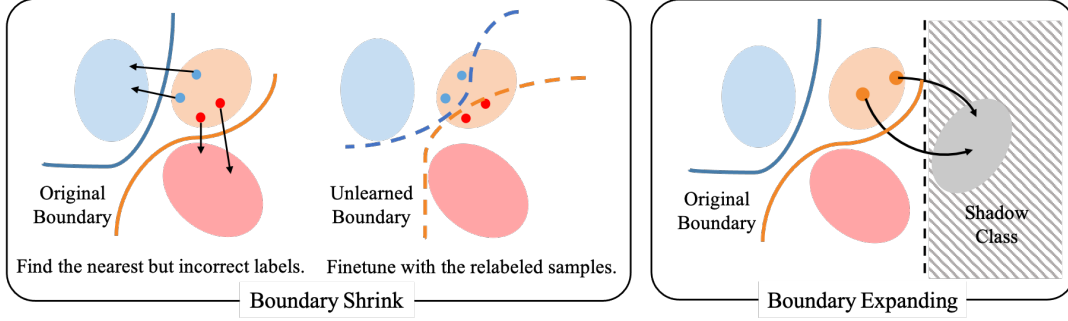 Original
Boundary
Find the nearest but incorrect labels.
Unlearned
Boundary
Finetune with the relabeled samples.
Boundary Shrink
Original
Boundary
Shadow
Class
Boundary Expanding